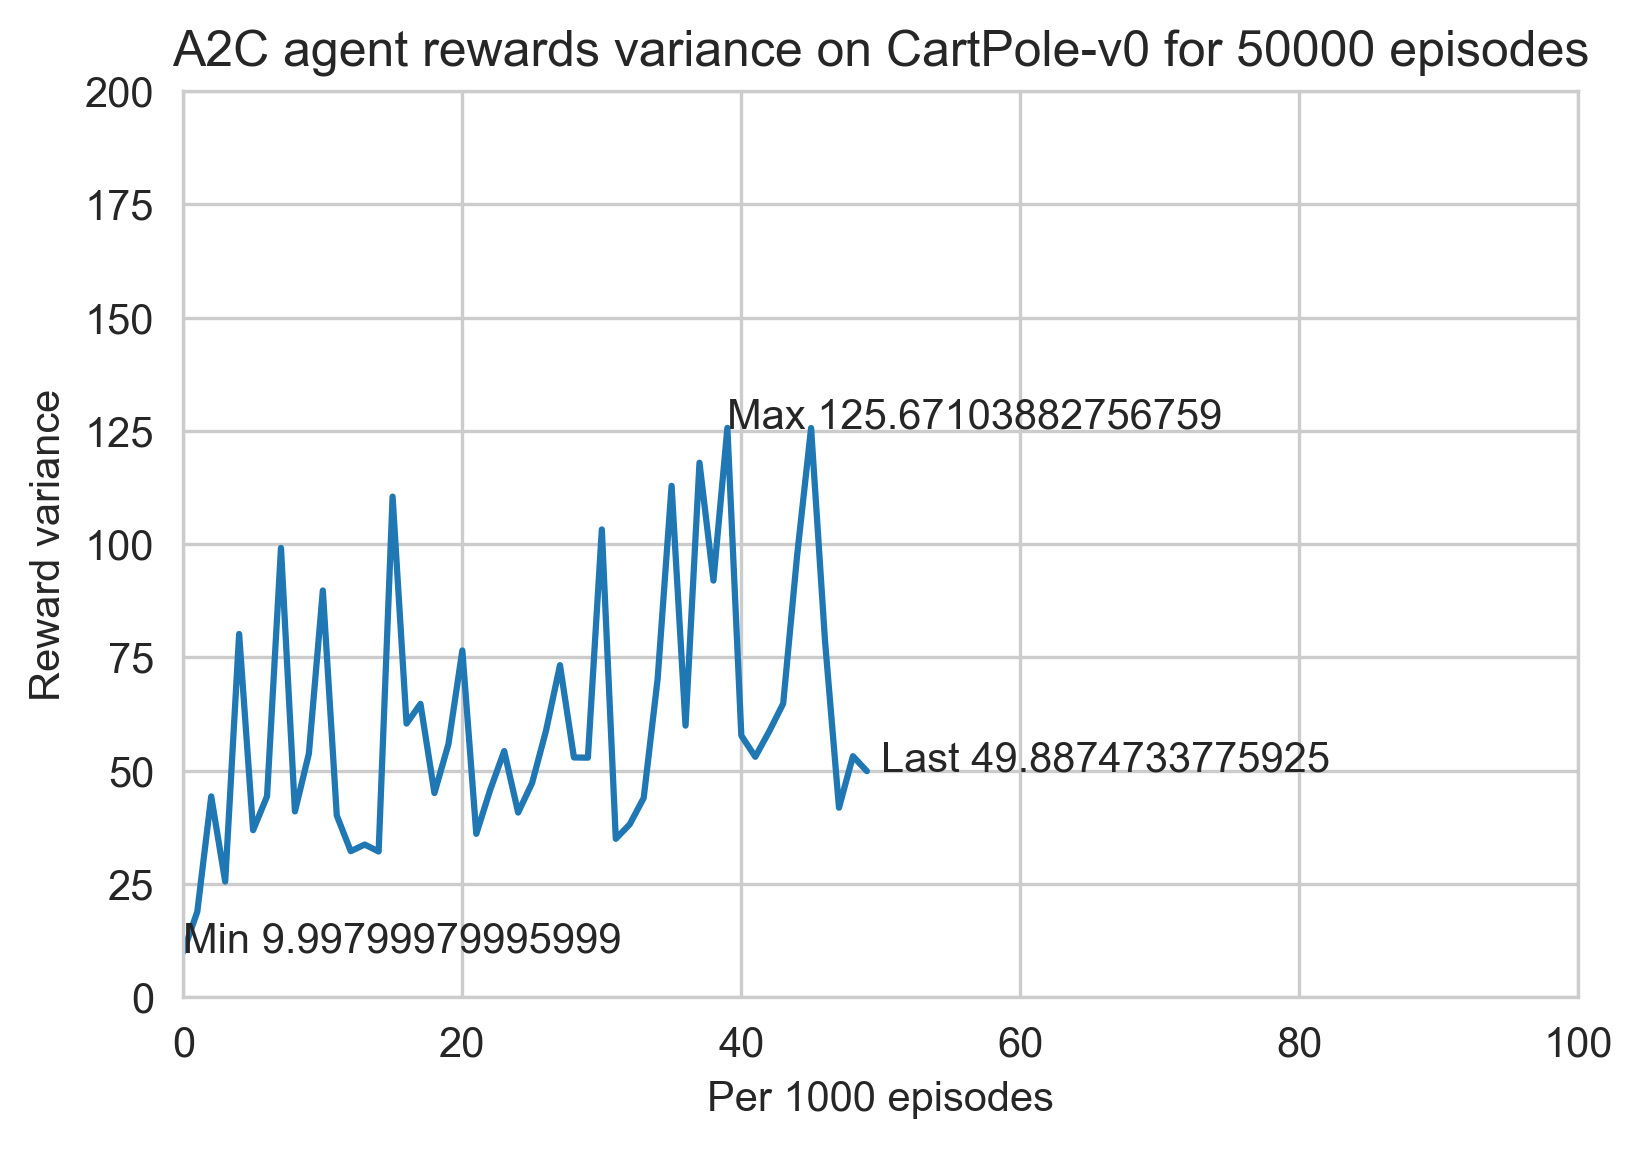 A2C agent rewards variance on CartPole-v0 for 50000 episodes
200
175
150
125
100
75
50
25
0
Reward variance
Max 125.67103882756759
Last 49.8874733775925
Min 9.99799979995999
0 20 40 60 80 100
Per 1000 episodes